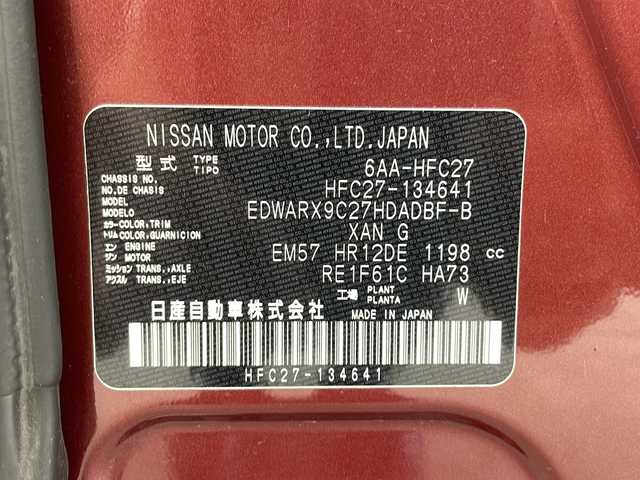 NISSAN MOTOR CO.,LTD.JAPAN
型式 TYPE TIPO 6AA-HFC27
CHASSIS NO.
NO.DE CHASIS HFC27-134641
MODEL
MODELO EDWARX9C27HDADBF-B
カラー COLOR,TRIM
トリム COLOR,GUARNICION XAN G
エンジン ENGINE
MOTOR EM57 HR12DE 1198 cc
ミッション TRANS.,AXLE
アクスル TRANS.,EJE RE1F61C HA73
工場 PLANT PLANTA W
日産自動車株式会社 MADE IN JAPAN
HFC27-134641